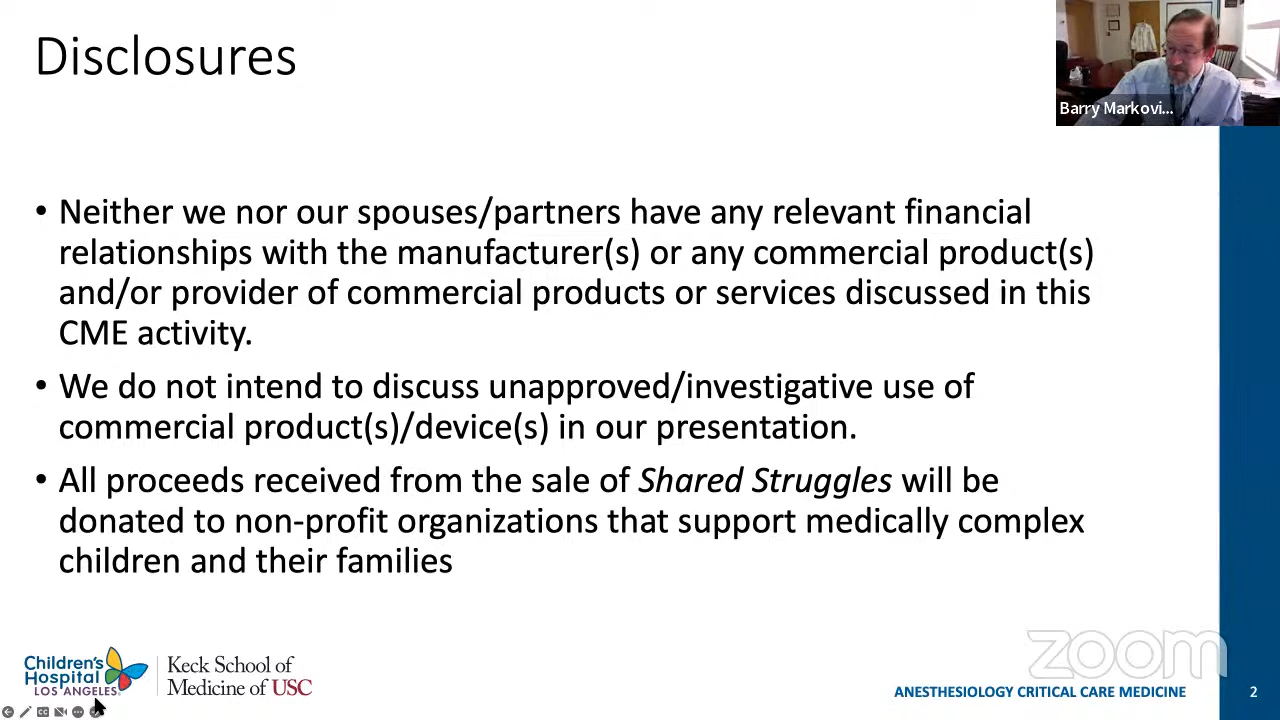 Disclosures
Barry Markovi...
• Neither we nor our spouses/partners have any relevant financial
relationships with the manufacturer(s) or any commercial product(s)
and/or provider of commercial products or services discussed in this
CME activity.
• We do not intend to discuss unapproved/investigative use of
commercial product(s)/device(s) in our presentation.
• All proceeds received from the sale of Shared Struggles will be
donated to non-profit organizations that support medically complex
children and their families
zoom
Children's
Hospital
LOS ANGELES
Keck School of
Medicine of USC
ANESTHESIOLOGY CRITICAL CARE MEDICINE
2